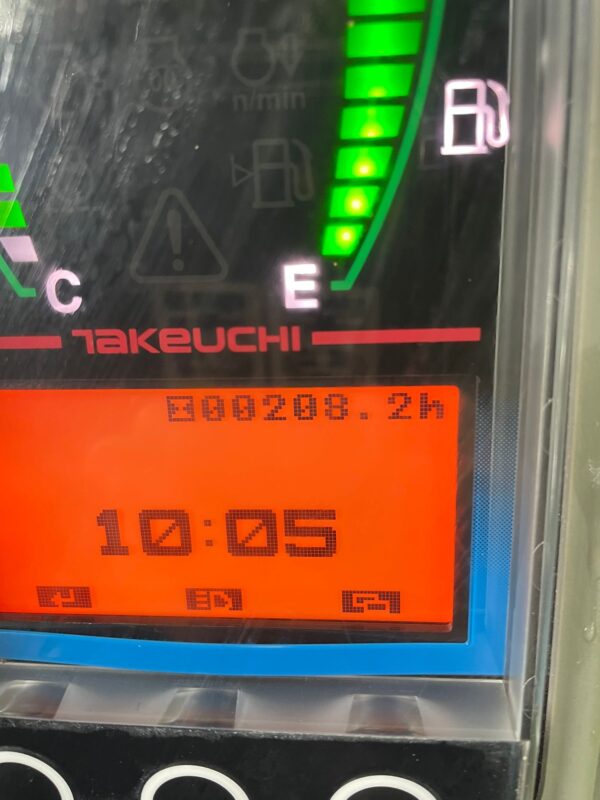 n/min
C
E
TAKEUCHI
00208.2h
10:05